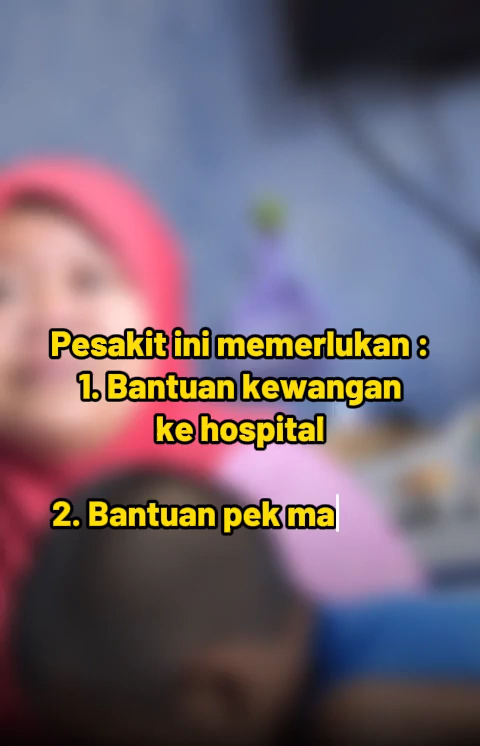 Pesakit ini memerlukan :
1. Bantuan kewangan
ke hospital
2. Bantuan pek ma